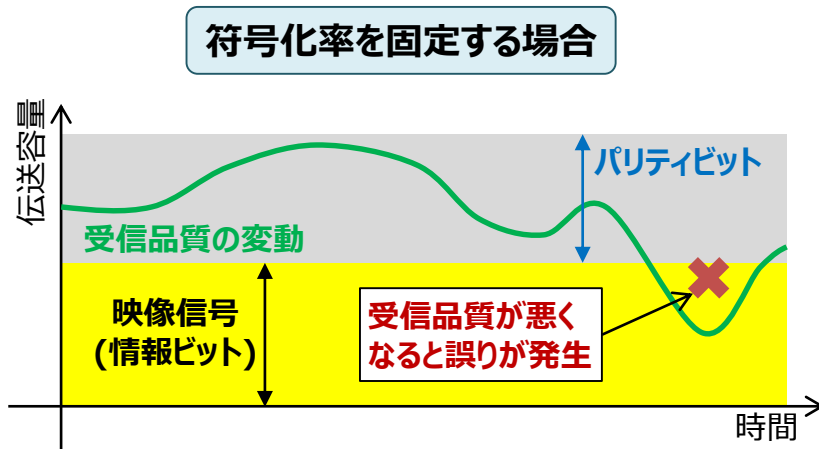 符号化率を固定する場合
伝送容量
パリティビット
受信品質の変動
映像信号
(情報ビット)
受信品質が悪く
なると誤りが発生
時間